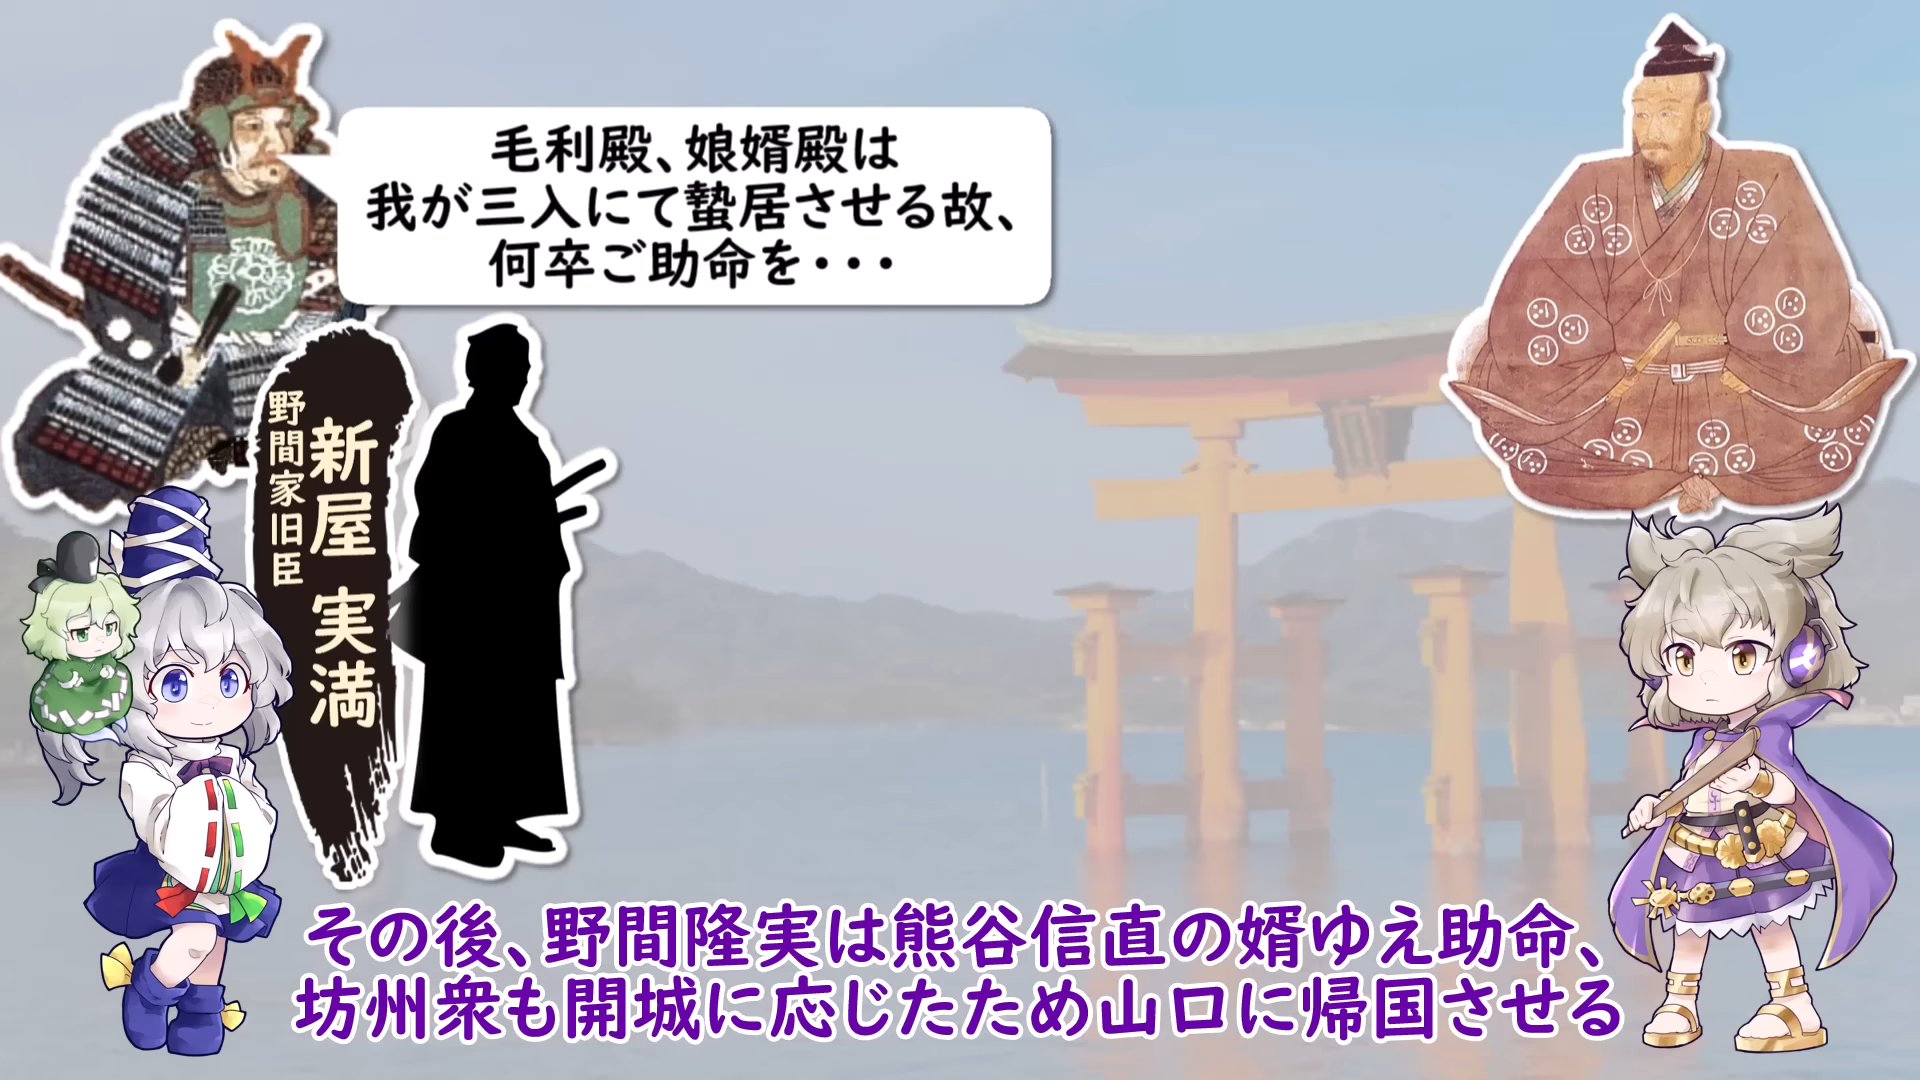 毛利殿、娘婿殿は
我が三入にて蟄居させる故、
何卒ご助命を・・・
新屋 実満
野間家旧臣
その後、野間隆実は熊谷信直の婿ゆえ助命、
坊州衆も開城に応じたため山口に帰国させる